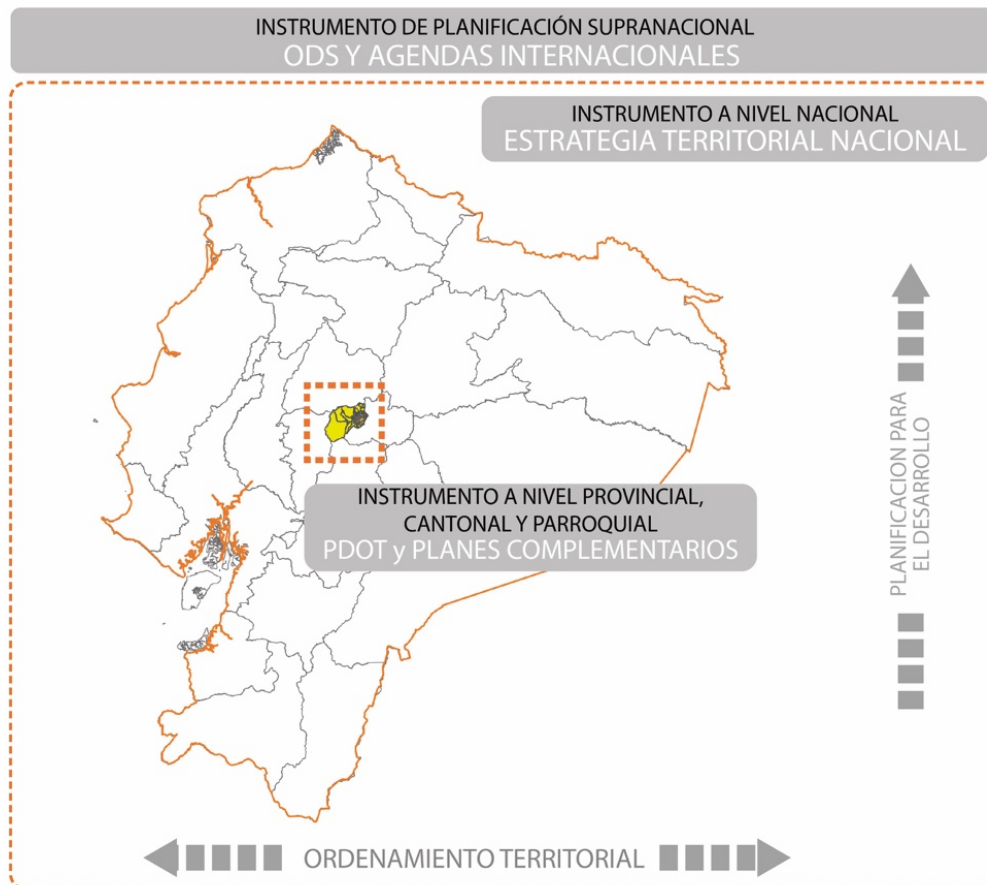 INSTRUMENTO DE PLANIFICACIÓN SUPRANACIONAL
ODS Y AGENDAS INTERNACIONALES
INSTRUMENTO A NIVEL NACIONAL
ESTRATEGIA TERRITORIAL NACIONAL
INSTRUMENTO A NIVEL PROVINCIAL,
CANTONAL Y PARROQUIAL
PDOT y PLANES COMPLEMENTARIOS
PLANIFICACION PARA
EL DESARROLLO
ORDENAMIENTO TERRITORIAL